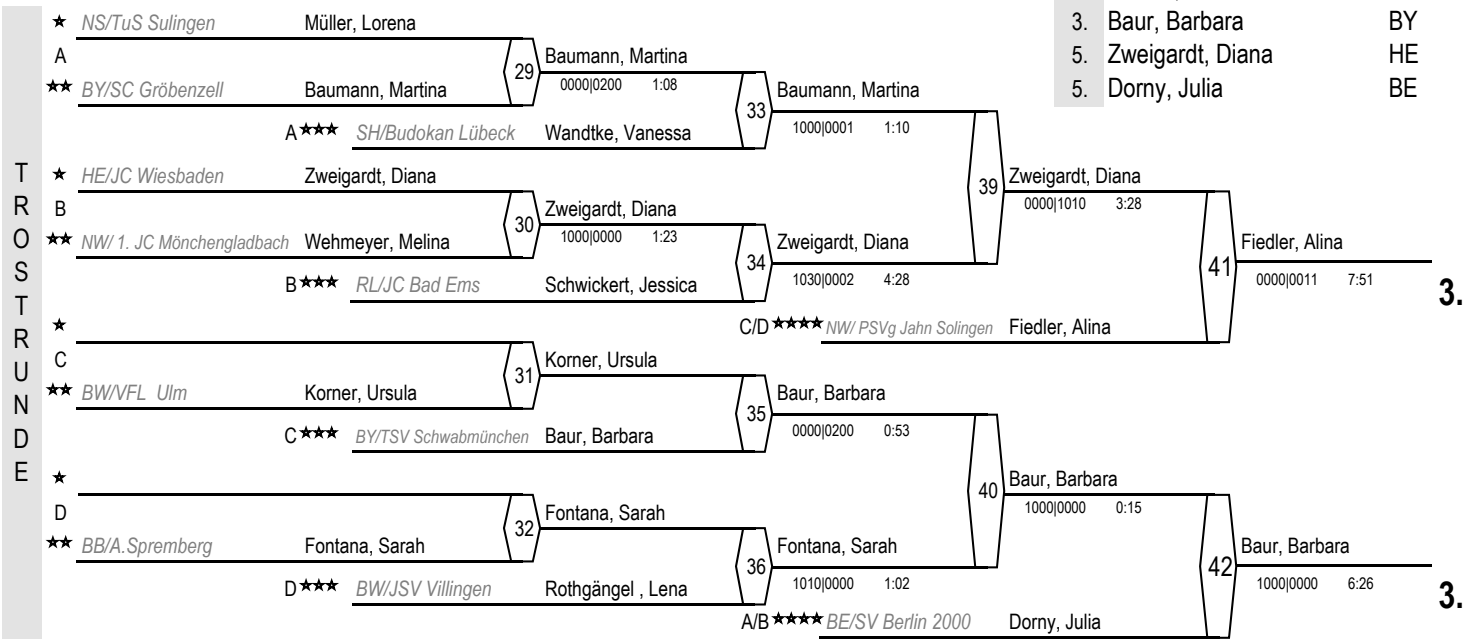 ★ NS/TuS Sulingen Müller, Lorena
A
★★ BY/SC Gröbenzell Baumann, Martina
29 Baumann, Martina
0000|0200 1:08
A★★★ SH/Budokan Lübeck Wandtke, Vanessa
33 Baumann, Martina
1000|0001 1:10
3. Baur, Barbara BY
5. Zweigardt, Diana HE
5. Dorny, Julia BE
TROSTRUNDE
★ HE/JC Wiesbaden Zweigardt, Diana
B
★★ NW/ 1. JC Mönchengladbach Wehmeyer, Melina
30 Zweigardt, Diana
1000|0000 1:23
B★★★ RL/JC Bad Ems Schwickert, Jessica
34 Zweigardt, Diana
1030|0002 4:28
39 Zweigardt, Diana
0000|1010 3:28
C/D★★★★ NW/ PSVg Jahn Solingen Fiedler, Alina
41 Fiedler, Alina
0000|0011 7:51
3.
★
C
★★ BW/VFL Ulm Korner, Ursula
31 Korner, Ursula
C★★★ BY/TSV Schwabmünchen Baur, Barbara
35 Baur, Barbara
0000|0200 0:53
★
D
★★ BB/A.Spremberg Fontana, Sarah
32 Fontana, Sarah
D★★★ BW/JSV Villingen Rothgängel , Lena
36 Fontana, Sarah
1010|0000 1:02
40 Baur, Barbara
1000|0000 0:15
A/B★★★★ BE/SV Berlin 2000 Dorny, Julia
42 Baur, Barbara
1000|0000 6:26
3.